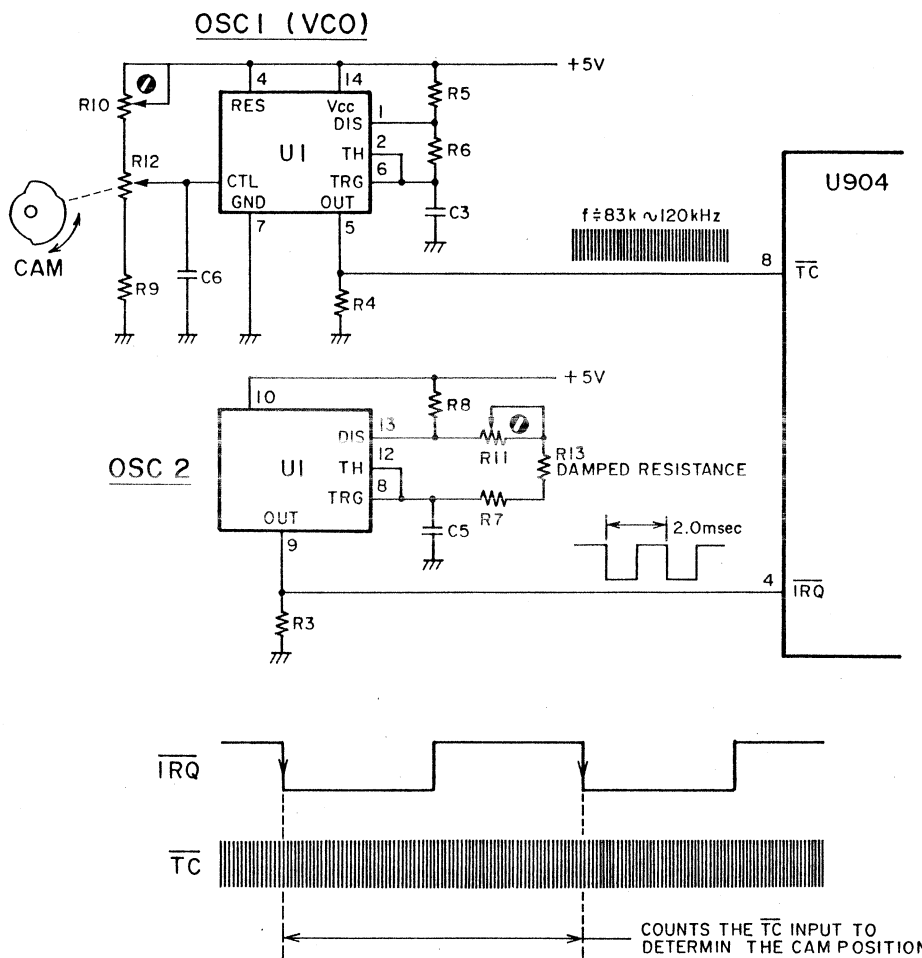 OSC1 (VCO)
+5V
R10
4
14
RES
Vcc
DIS
1
R5
R12
U1
TH
2
R6
CTL
TRG
6
GND
OUT
C3
7
5
CAM
R9
C6
R4
f≑83k ~120kHz
U904
8
TC
+5V
10
R8
OSC 2
U1
DIS
13
R11
R13
DAMPED RESISTANCE
TH
12
TRG
8
R7
OUT
C5
9
2.0msec
R3
4
IRQ
IRQ
TC
COUNTS THE TC INPUT TO
DETERMIN THE CAM POSITION